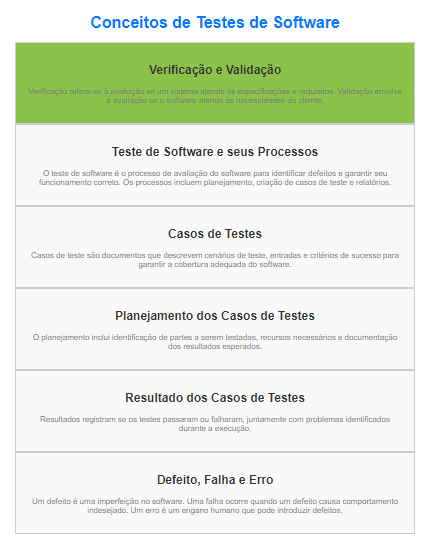 Conceitos de Testes de Software
Verificação e Validação
Verificação refere-se à avaliação se um sistema atende às especificações e requisitos. Validação envolve
a avaliação se o software atende às necessidades do cliente.
Teste de Software e seus Processos
O teste de software é o processo de avaliação do software para identificar defeitos e garantir seu
funcionamento correto. Os processos incluem planejamento, criação de casos de teste e relatórios.
Casos de Testes
Casos de teste são documentos que descrevem cenários de teste, entradas e critérios de sucesso para
garantir a cobertura adequada do software.
Planejamento dos Casos de Testes
O planejamento inclui identificação de partes a serem testadas, recursos necessários e documentação
dos resultados esperados.
Resultado dos Casos de Testes
Resultados registram se os testes passaram ou falharam, juntamente com problemas identificados
durante a execução.
Defeito, Falha e Erro
Um defeito é uma imperfeição no software. Uma falha ocorre quando um defeito causa comportamento
indesejado. Um erro é um engano humano que pode introduzir defeitos.